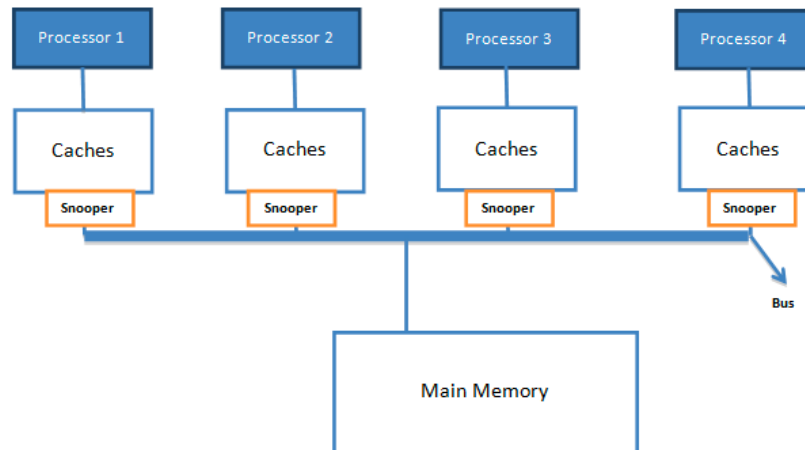 Processor 1
Processor 2
Processor 3
Processor 4
Caches
Caches
Caches
Caches
Snooper
Snooper
Snooper
Snooper
Bus
Main Memory